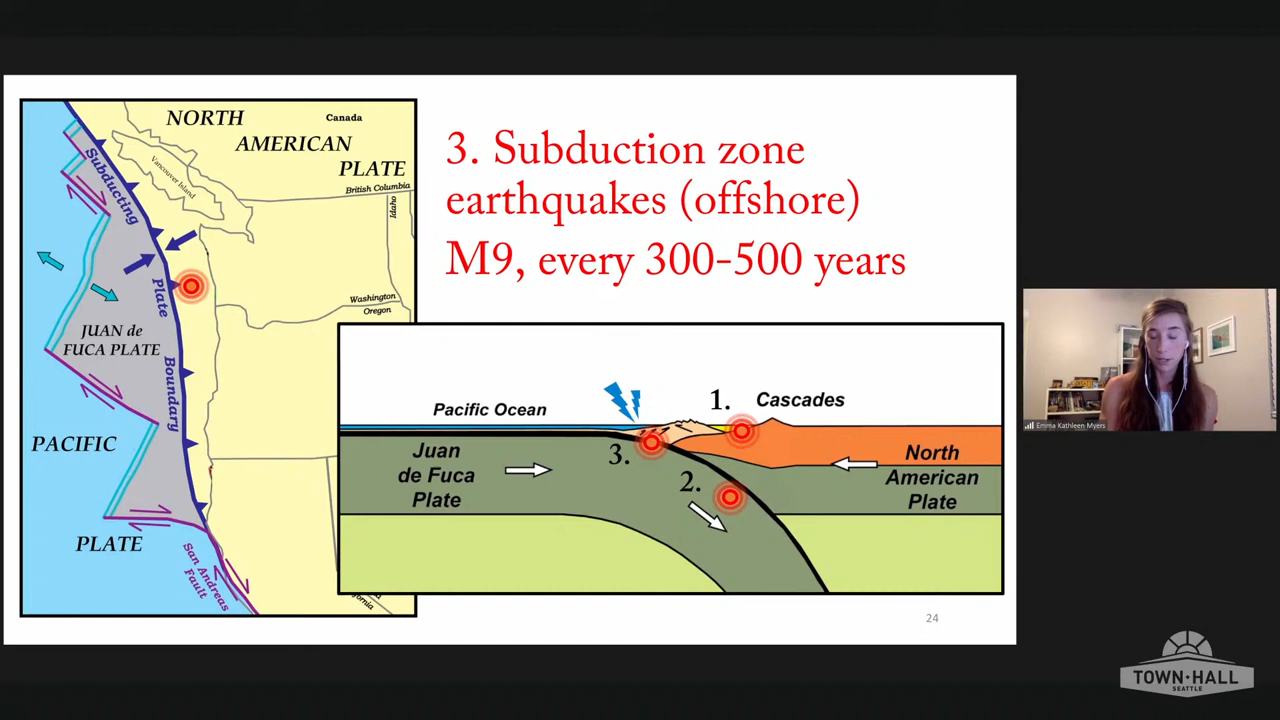 NORTH
Canada
AMERICAN
PLATE
Vancouver Island
British Columbia
Idaho
Subducting
Plate
Boundary
Washington
Oregon
JUAN de
FUCA PLATE
PACIFIC
PLATE
San Andreas
Fault
3. Subduction zone
earthquakes (offshore)
M9, every 300-500 years
1.
Cascades
Pacific Ocean
3.
2.
Juan
de Fuca
Plate
North
American
Plate
24
Emma Kathleen Myers
TOWN·HALL
SEATTLE